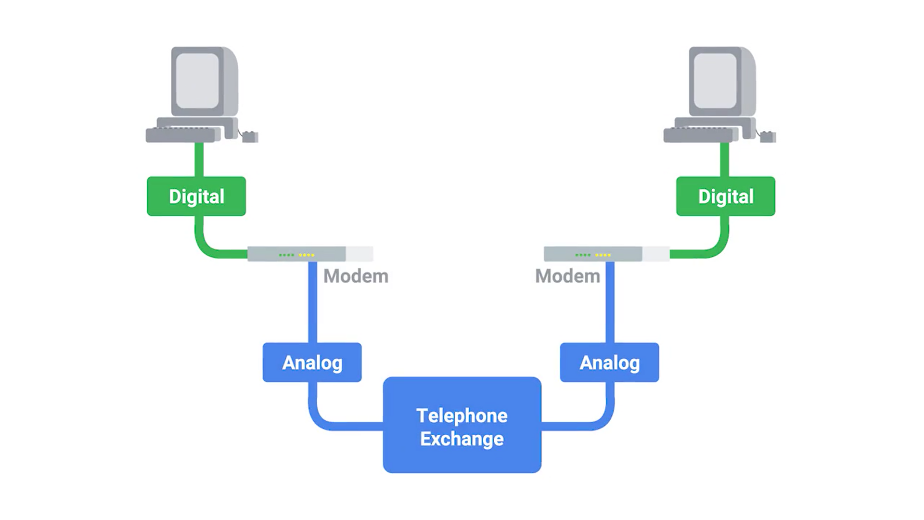 Digital
Digital
Modem
Modem
Analog
Analog
Telephone
Exchange